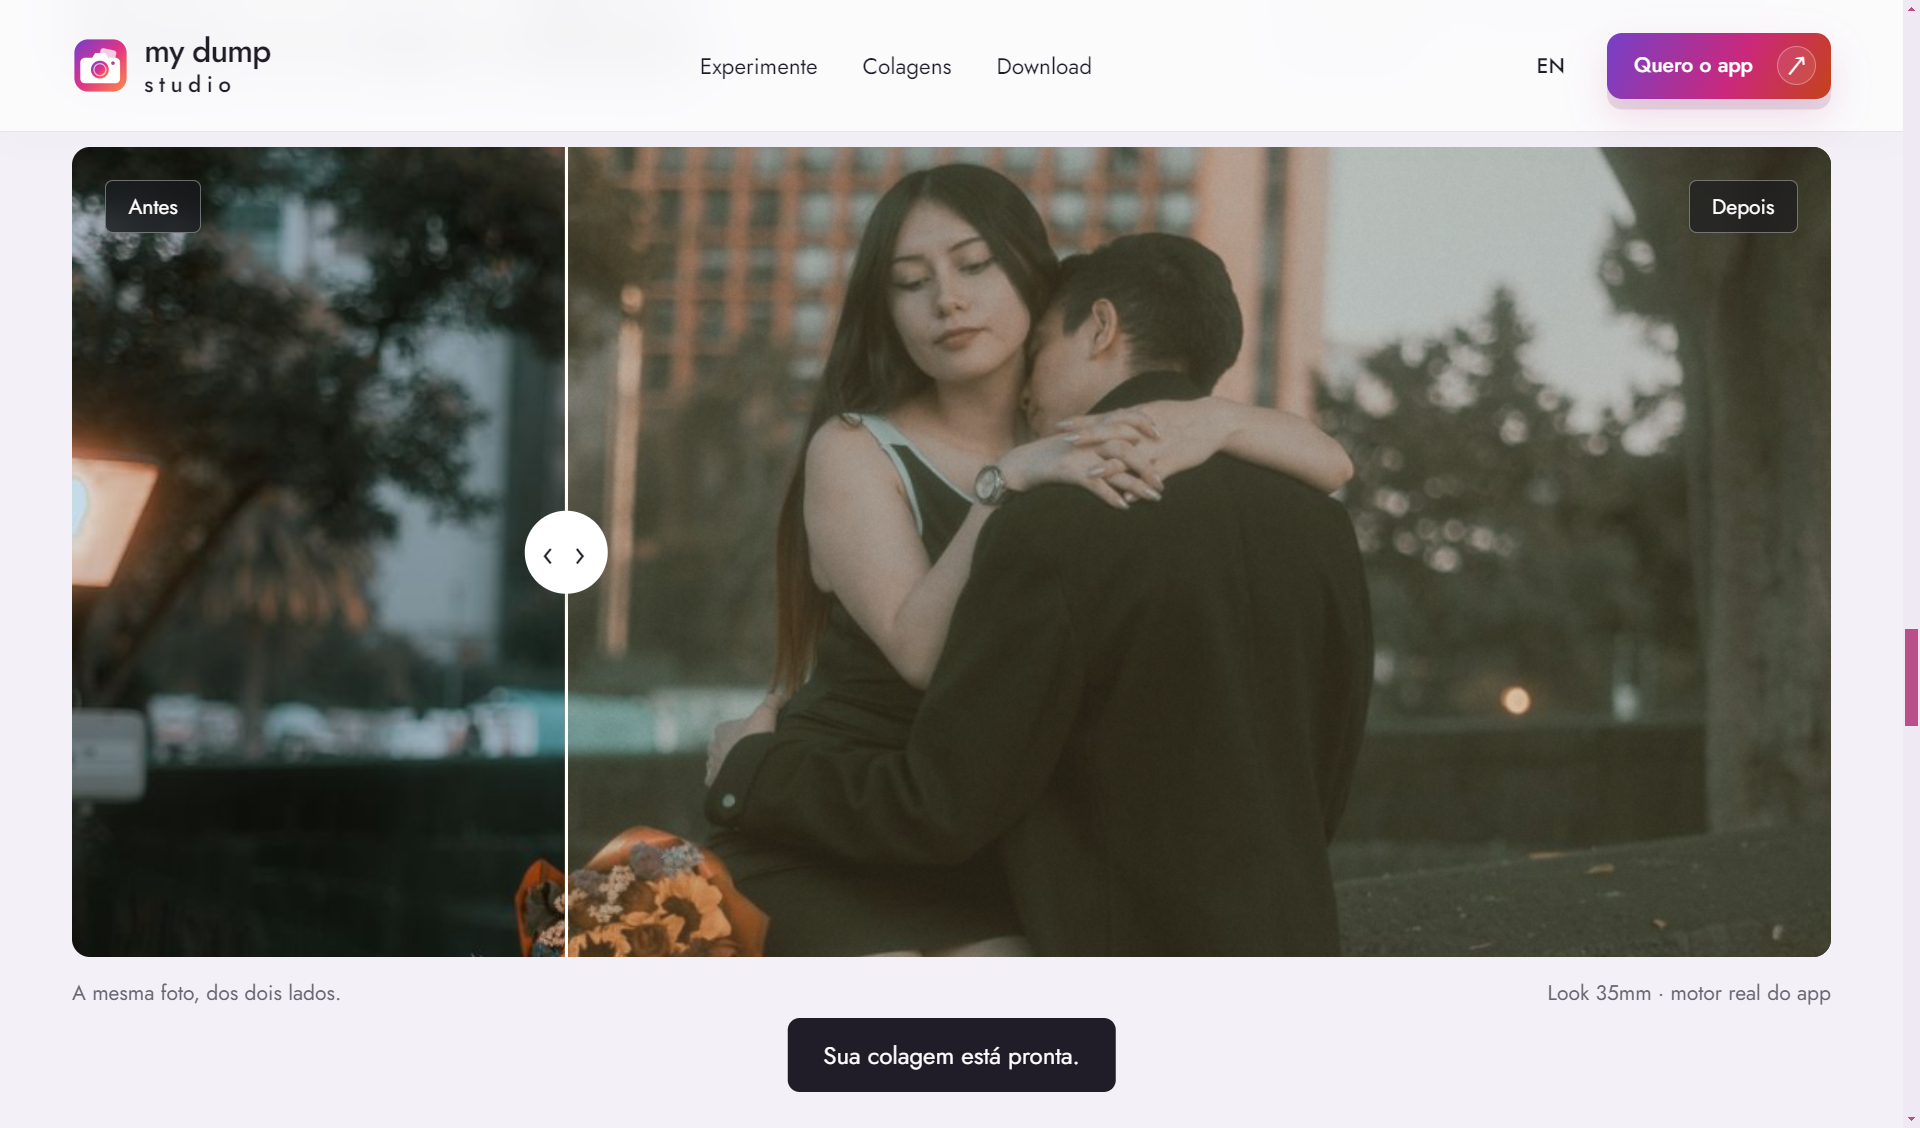 my dump
studio
Experimente
Colagens
Download
EN
Quero o app
Antes
Depois
A mesma foto, dos dois lados.
Look 35mm · motor real do app
Sua colagem está pronta.